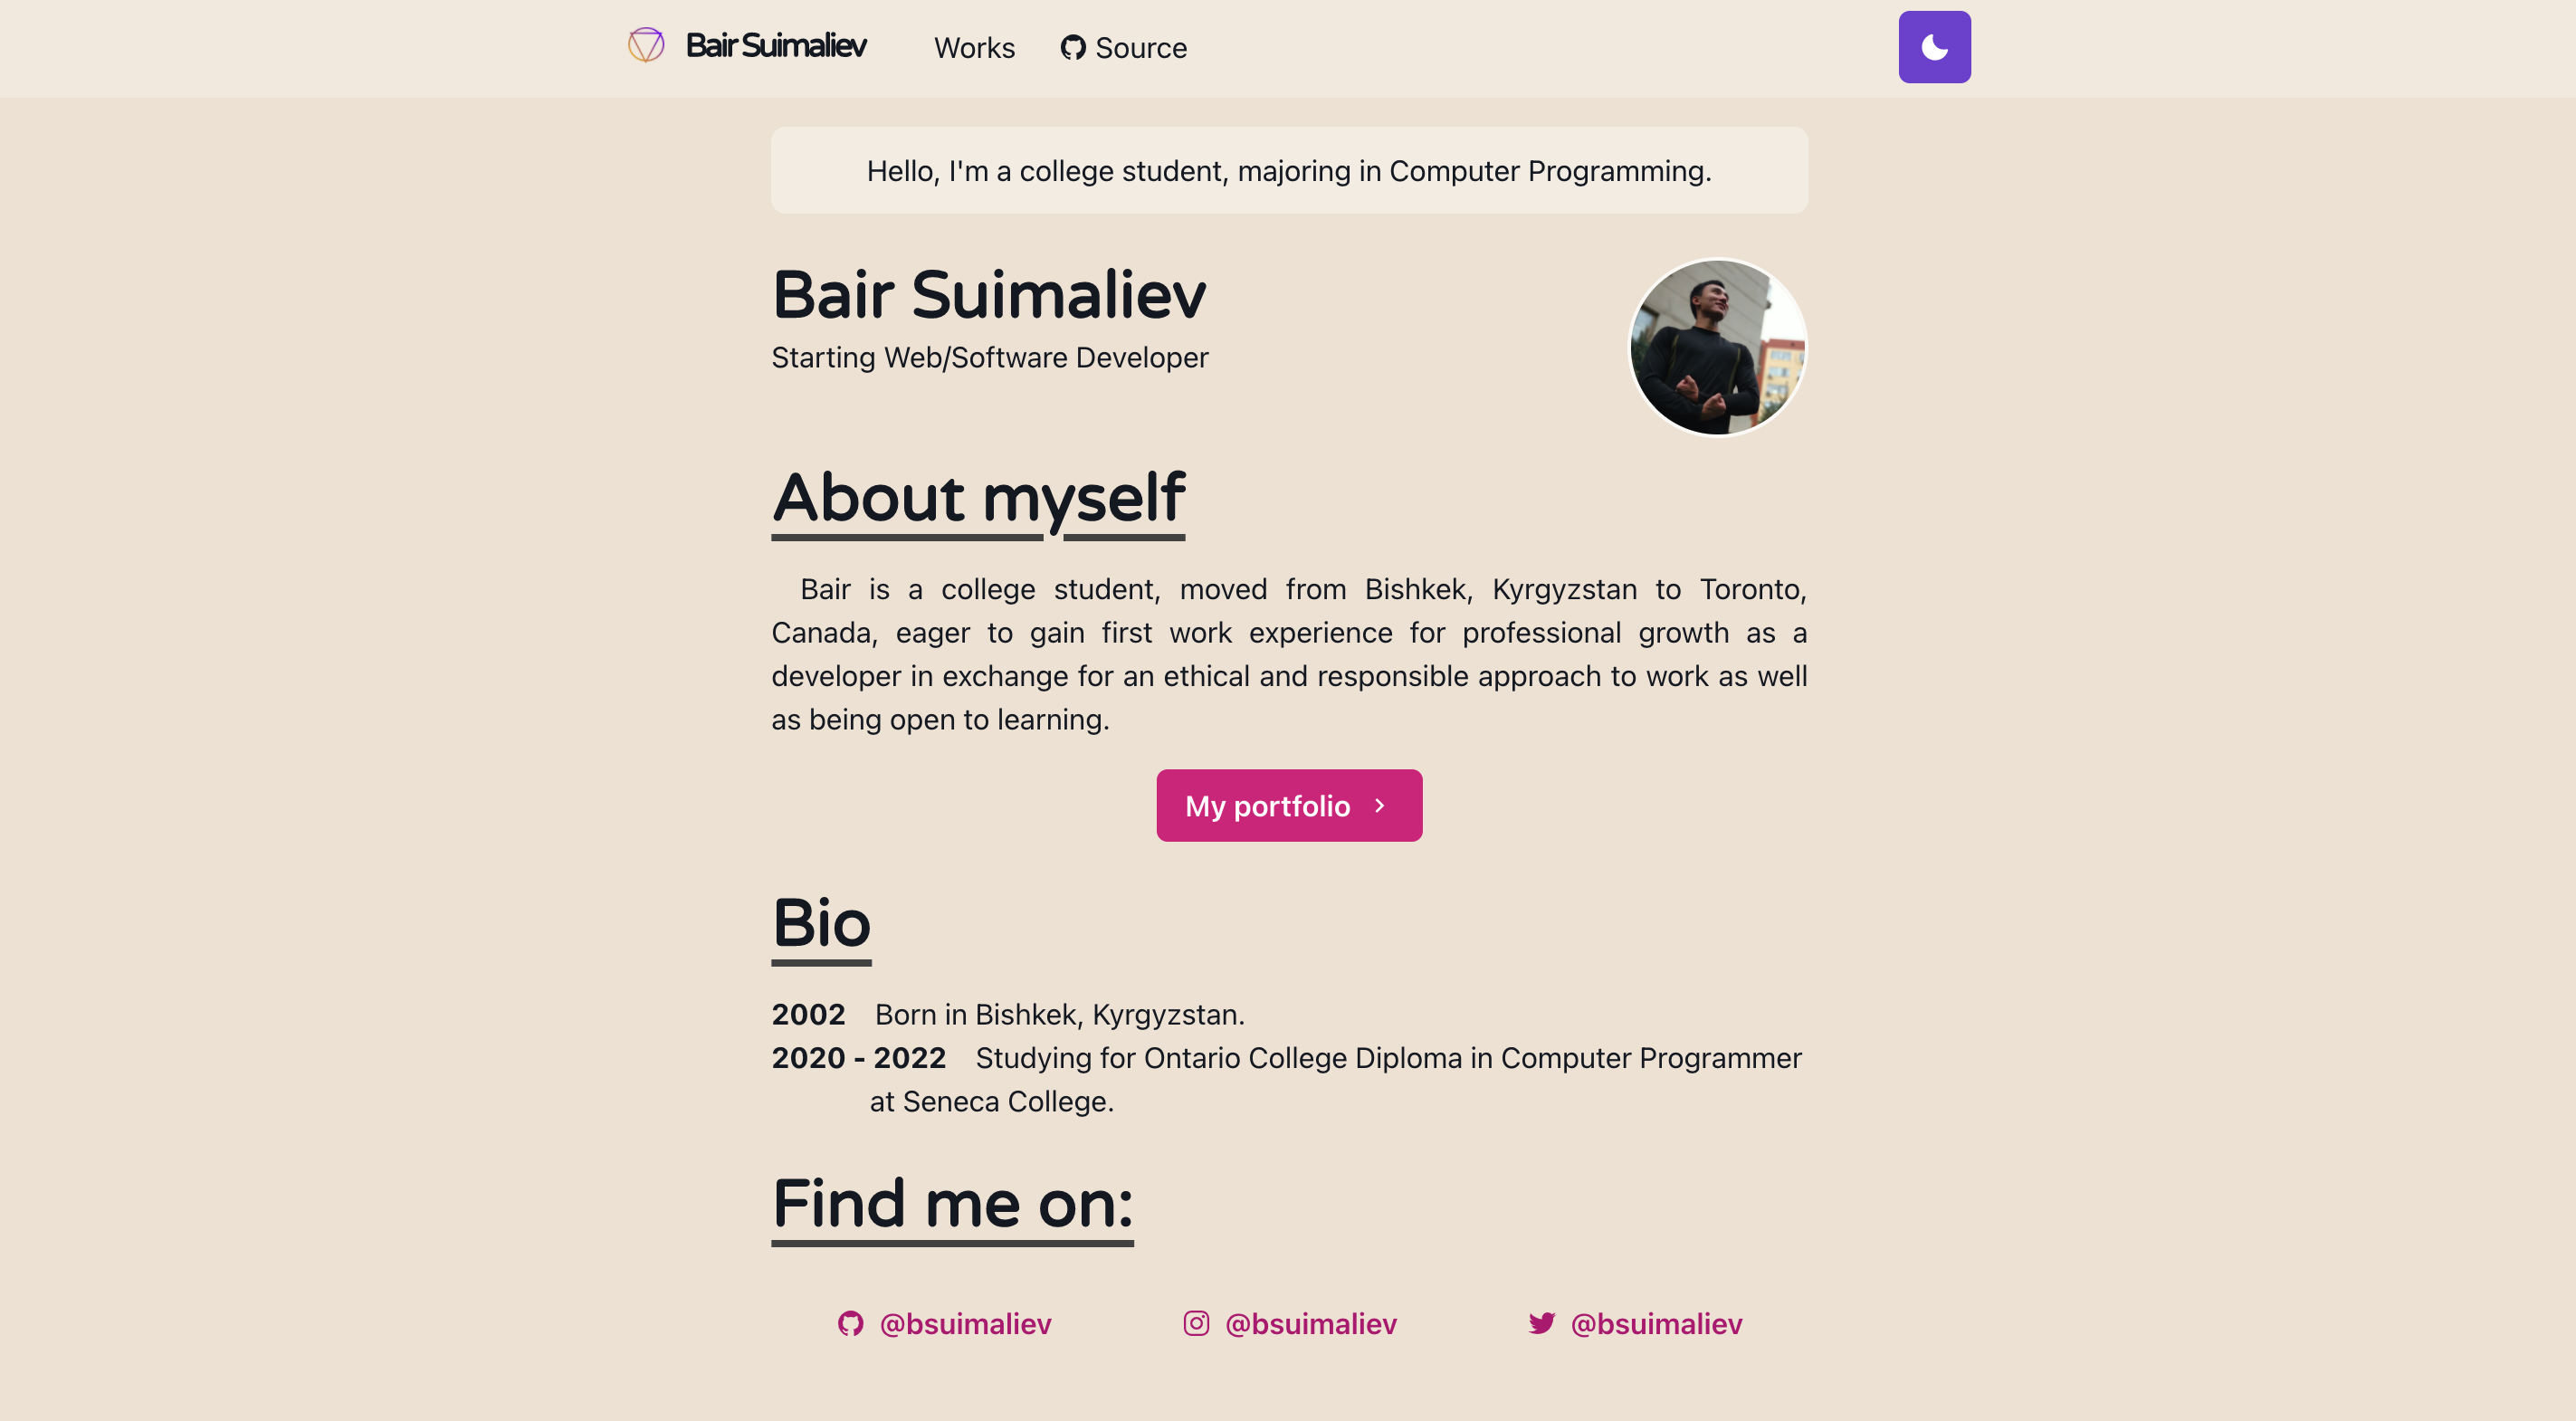 Bair Suimaliev Works Source
Hello, I'm a college student, majoring in Computer Programming.
Bair Suimaliev
Starting Web/Software Developer
About myself
Bair is a college student, moved from Bishkek, Kyrgyzstan to Toronto,
Canada, eager to gain first work experience for professional growth as a
developer in exchange for an ethical and responsible approach to work as well
as being open to learning.
My portfolio
Bio
2002 Born in Bishkek, Kyrgyzstan.
2020 - 2022 Studying for Ontario College Diploma in Computer Programmer
at Seneca College.
Find me on:
@bsuimaliev @bsuimaliev @bsuimaliev